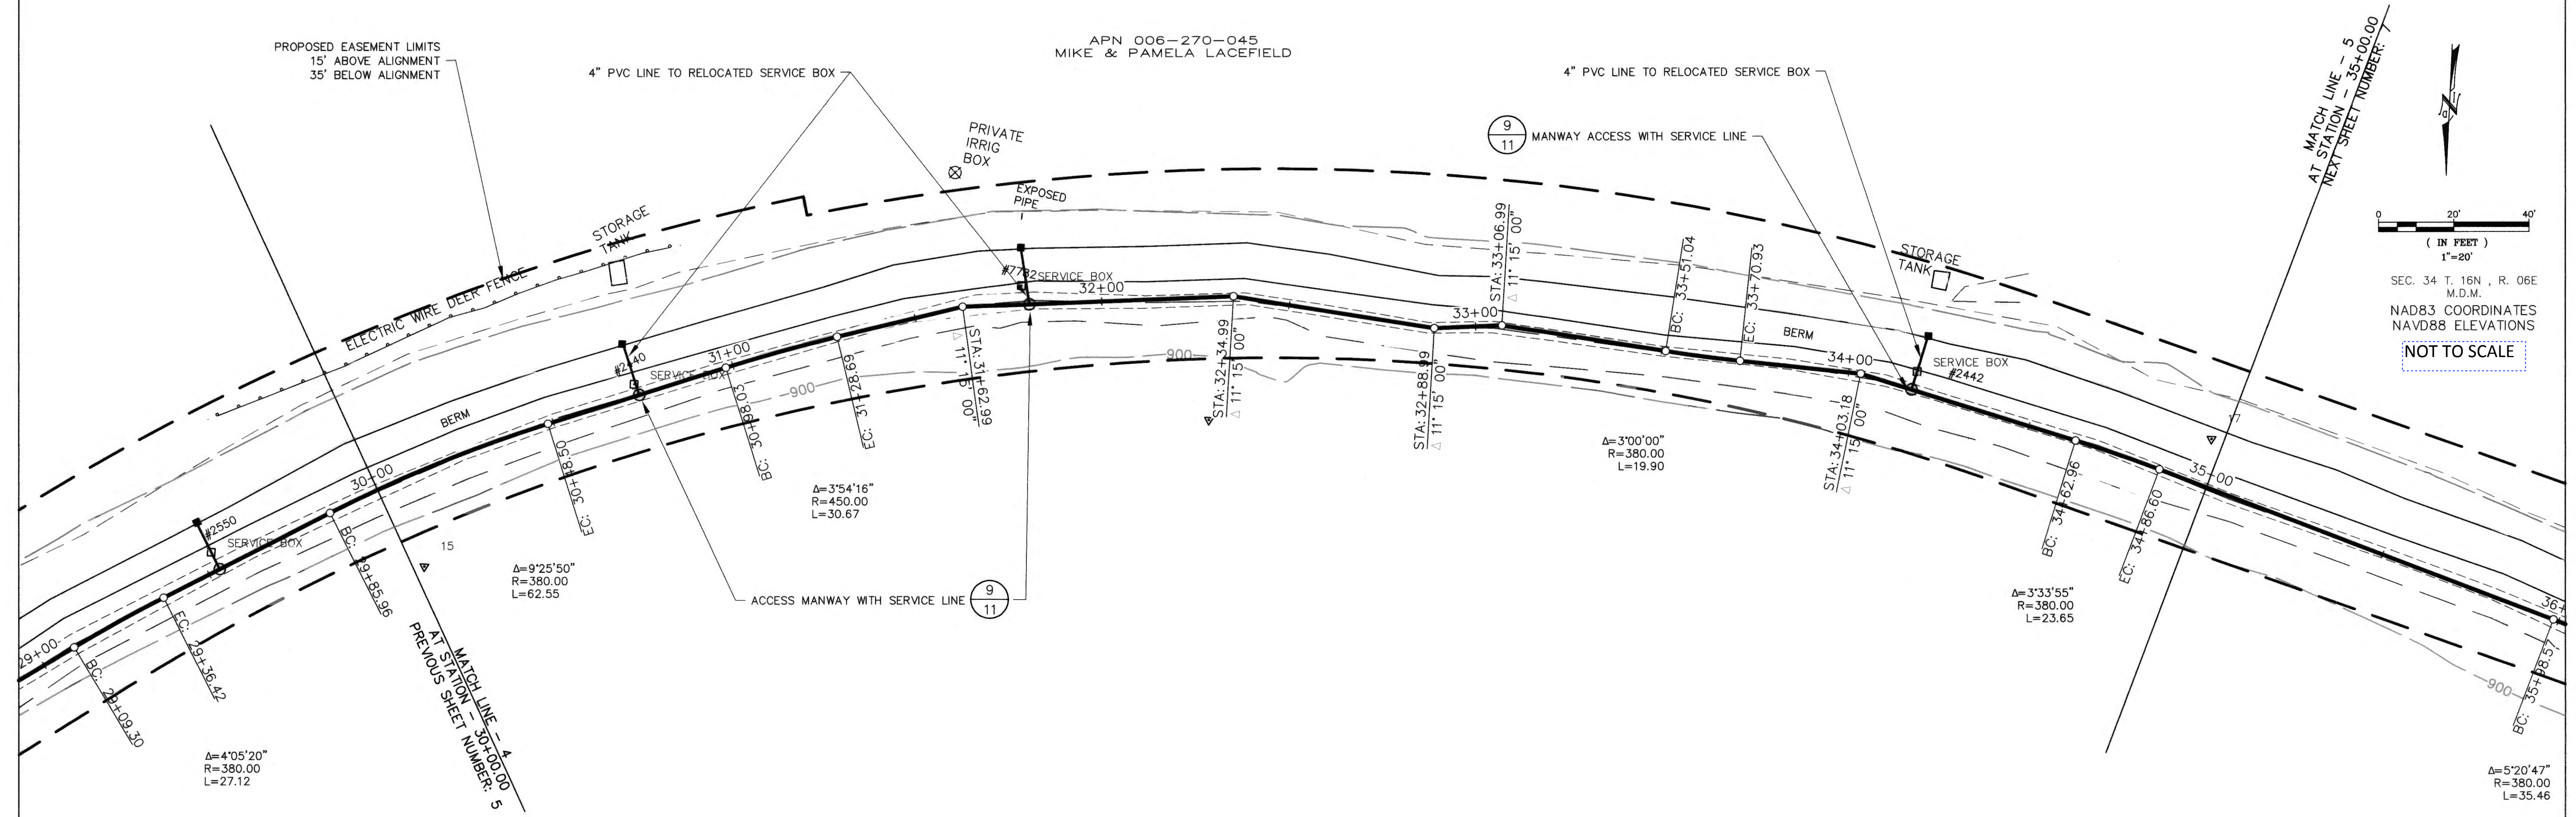 APN 006-270-045
MIKE & PAMELA LACEFIELD
PROPOSED EASEMENT LIMITS
15' ABOVE ALIGNMENT
35' BELOW ALIGNMENT
4" PVC LINE TO RELOCATED SERVICE BOX
4" PVC LINE TO RELOCATED SERVICE BOX
PRIVATE
IRRIG
BOX
EXPOSED
PIPE
9
11
MANWAY ACCESS WITH SERVICE LINE
MATCH LINE - 5
AT STATION - 35+00.00
NEXT SHEET NUMBER: 7
N
0 20' 40'
( IN FEET )
1"=20'
SEC. 34 T. 16N , R. 06E
M.D.M.
NAD83 COORDINATES
NAVD88 ELEVATIONS
NOT TO SCALE
STORAGE
TANK
ELECTRIC WIRE DEER FENCE
STORAGE
TANK
#7782
SERVICE BOX
#2440
SERVICE BOX
#2550
SERVICE BOX
SERVICE BOX
#2442
BERM
BERM
29+00
30+00
31+00
32+00
33+00
34+00
35+00
BC: 29+09.30
EC: 29+36.42
BC: 29+85.96
EC: 30+48.50
BC: 30+98.03
EC: 31+28.69
STA: 31+62.99
△ 11° 15' 00"
STA: 32+34.99
△ 11° 15' 00"
STA: 32+88.99
△ 11° 15' 00"
STA: 33+06.99
△ 11° 15' 00"
BC: 33+51.04
EC: 33+70.93
STA: 34+03.18
△ 11° 15' 00"
BC: 34+62.96
EC: 34+86.60
BC: 35+98.57
900
900
900
15
17
Δ=4°05'20"
R=380.00
L=27.12
Δ=9°25'50"
R=380.00
L=62.55
Δ=3°54'16"
R=450.00
L=30.67
Δ=3°00'00"
R=380.00
L=19.90
Δ=3°33'55"
R=380.00
L=23.65
Δ=5°20'47"
R=380.00
L=35.46
ACCESS MANWAY WITH SERVICE LINE
9
11
MATCH LINE - 4
AT STATION - 30+00.00
PREVIOUS SHEET NUMBER: 5